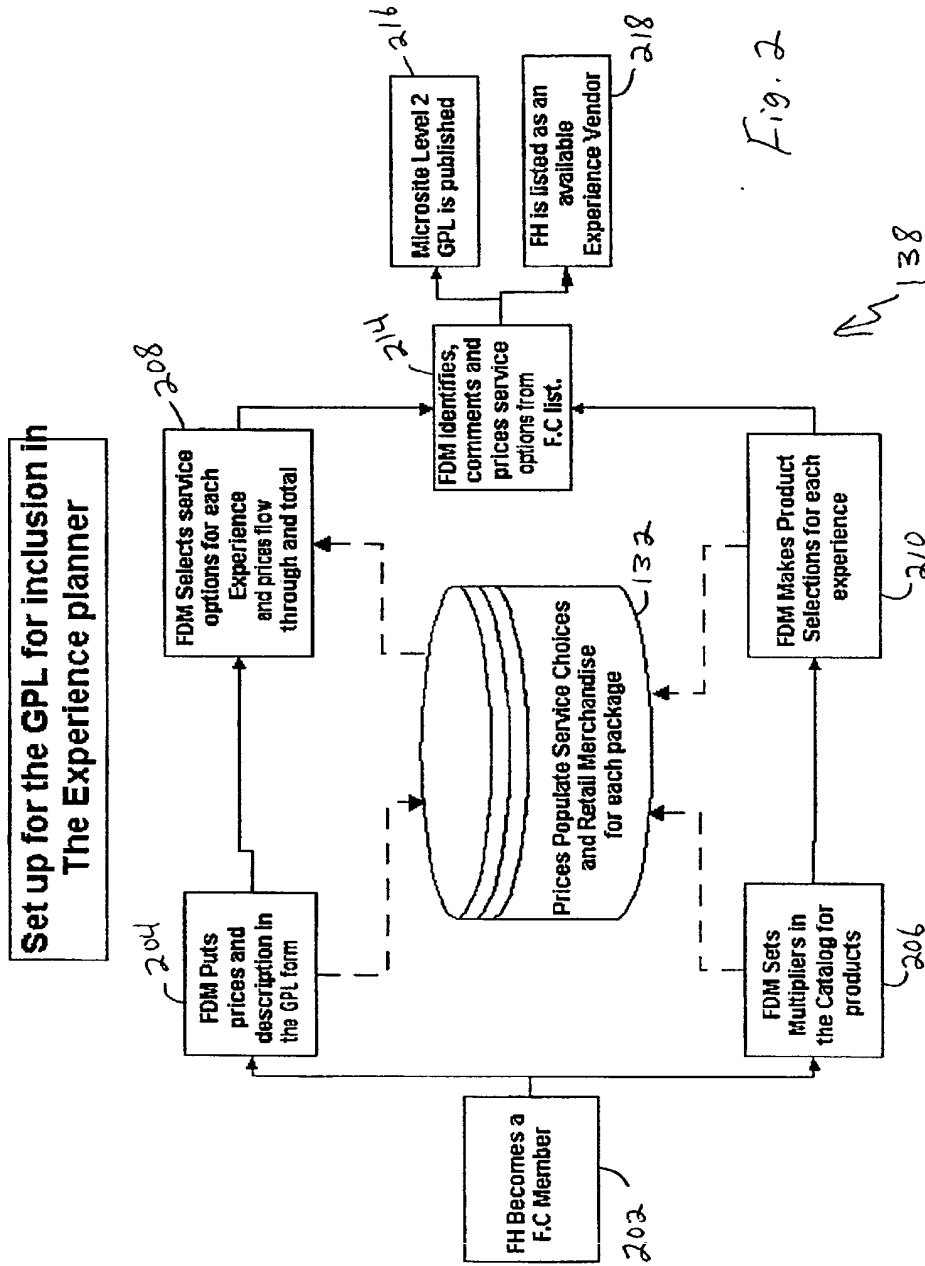 Set up for the GPL for inclusion in
The Experience planner
FH Becomes a
F.C Member
202
204
FDM Puts
prices and
description in
the GPL form
FDM Sets
Multipliers in
the Catalog for
products
206
208
FDM Selects service
options for each
Experience
and prices flow
through and total
Prices Populate Service Choices
and Retail Merchandise
for each package
132
FDM Makes Product
Selections for each
experience
210
214
FDM Identifies,
comments and
prices service
options from
F.C list.
216
Microsite Level 2
GPL is published
FH is listed as an
available
Experience Vendor
218
138
Fig. 2